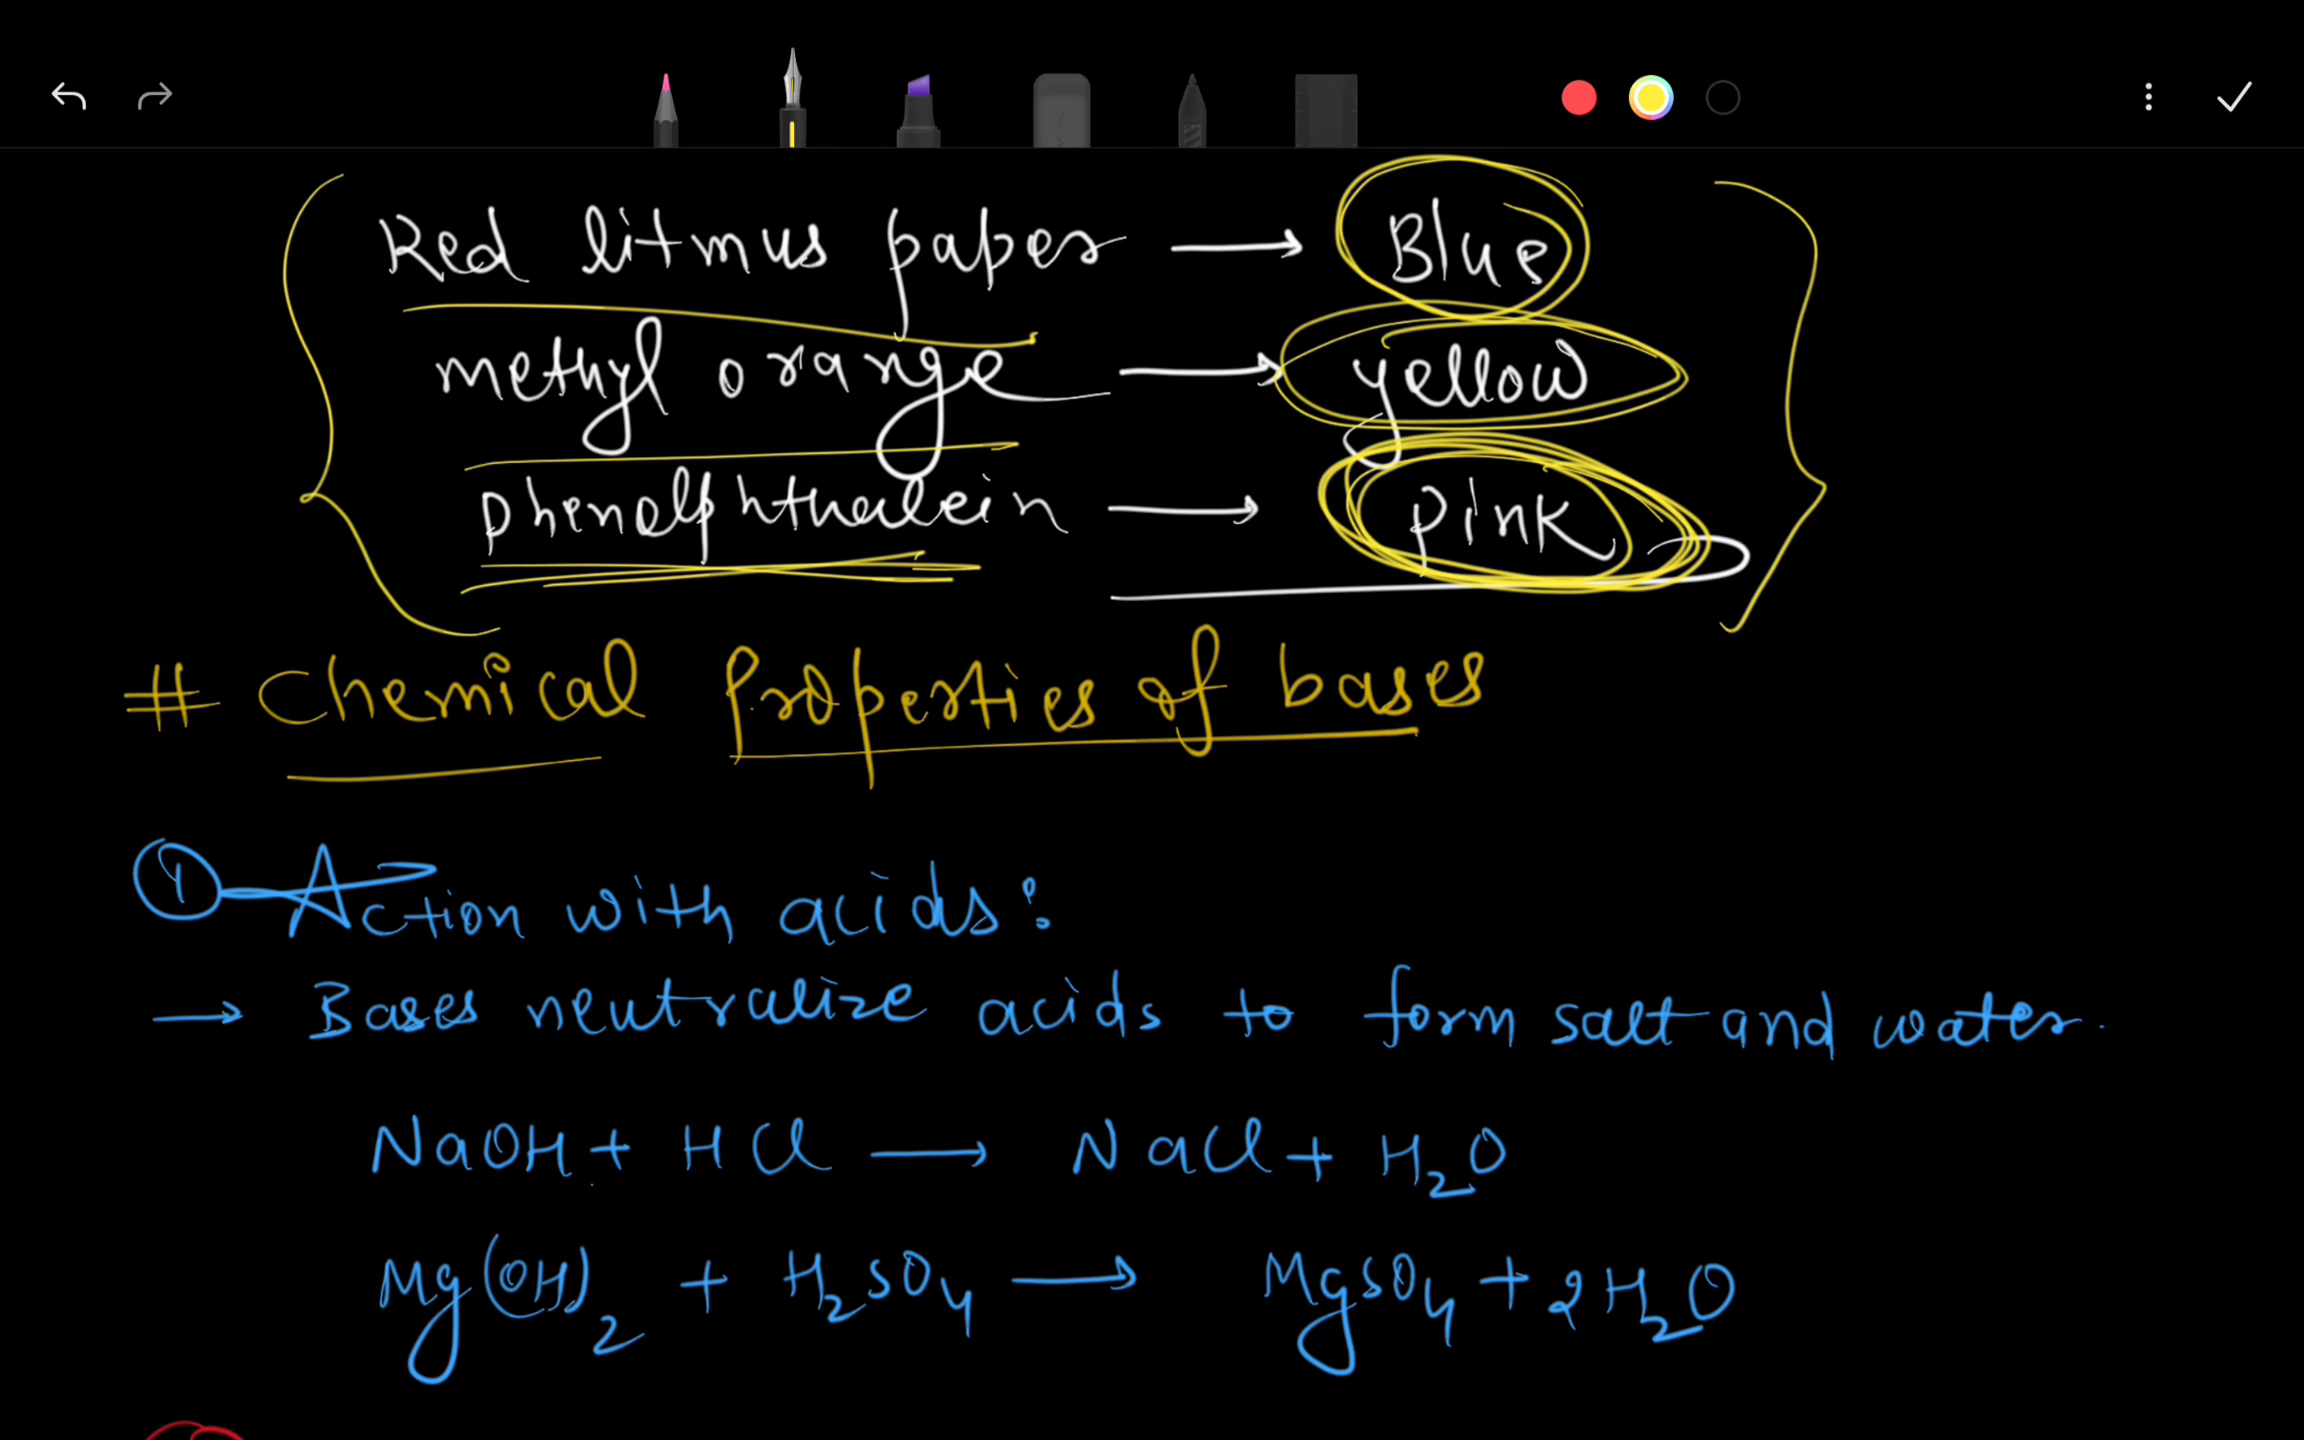 Red litmus paper → Blue
methyl orange → yellow
phenolphthalein → pink
# Chemical Properties of bases
① Action with acids:
→ Bases neutralize acids to form salt and water.
NaOH + HCl → NaCl + H₂O
Mg(OH)₂ + H₂SO₄ → MgSO₄ + 2H₂O